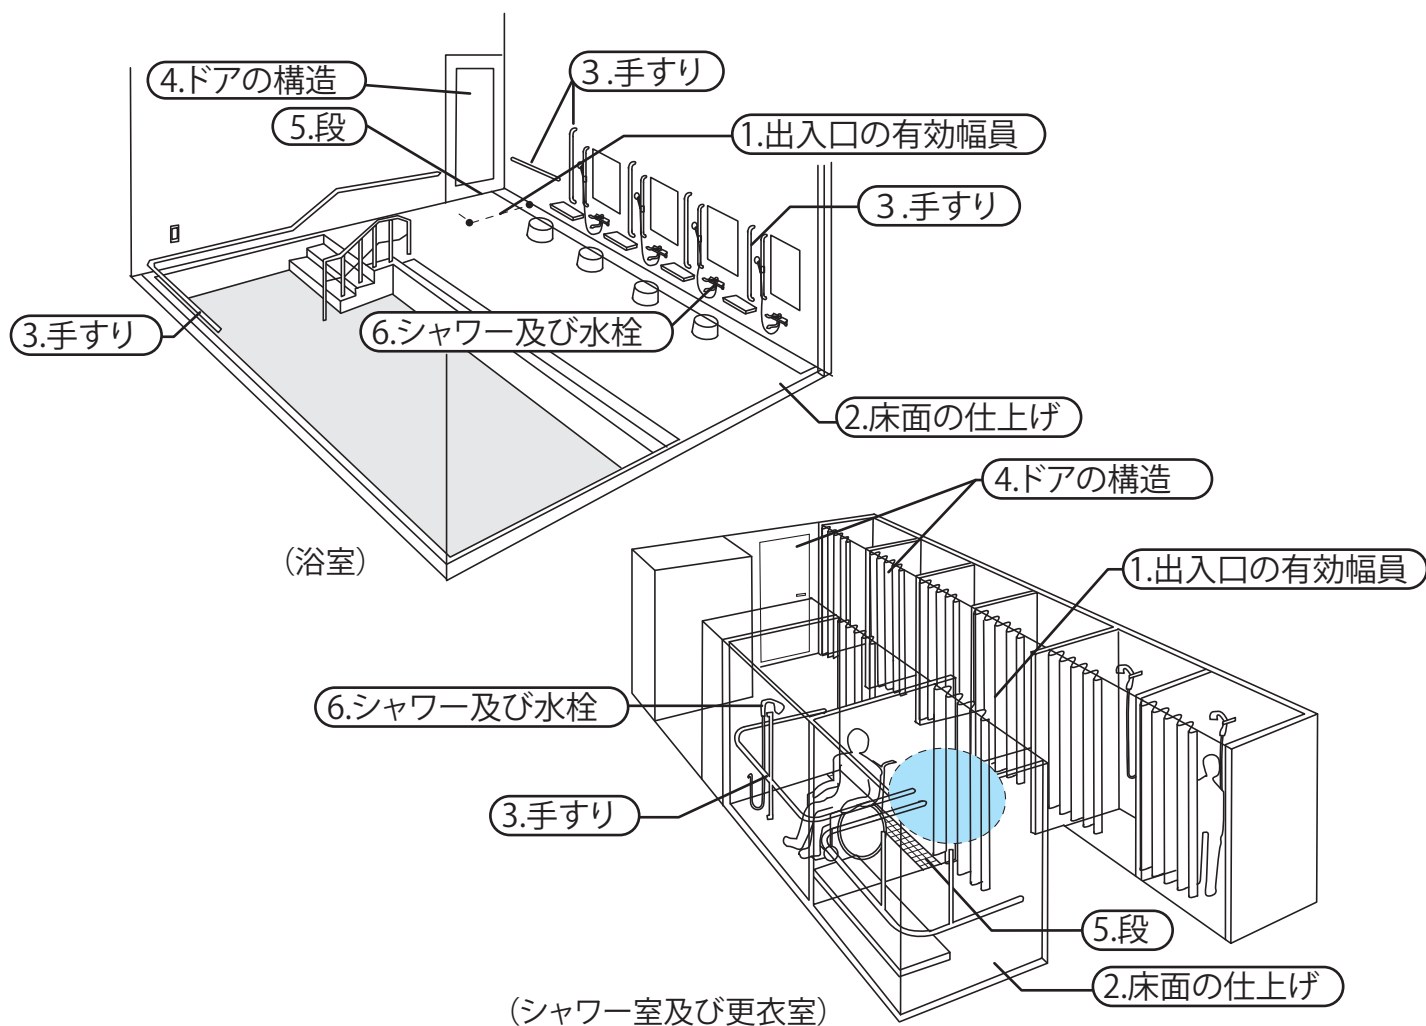 4.ドアの構造
3.手すり
5.段
1.出入口の有効幅員
3.手すり
3.手すり
6.シャワー及び水栓
2.床面の仕上げ
(浴室)
4.ドアの構造
1.出入口の有効幅員
6.シャワー及び水栓
3.手すり
5.段
2.床面の仕上げ
(シャワー室及び更衣室)